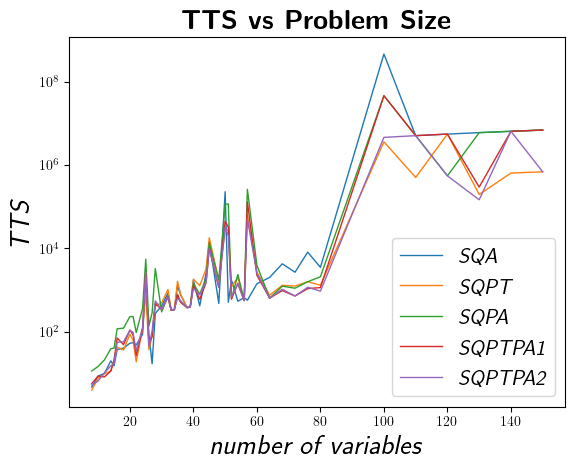 TTS vs Problem Size
TTS
10^8
10^6
10^4
10^2
SQA
SQPT
SQPA
SQPTPA1
SQPTPA2
20 40 60 80 100 120 140
number of variables